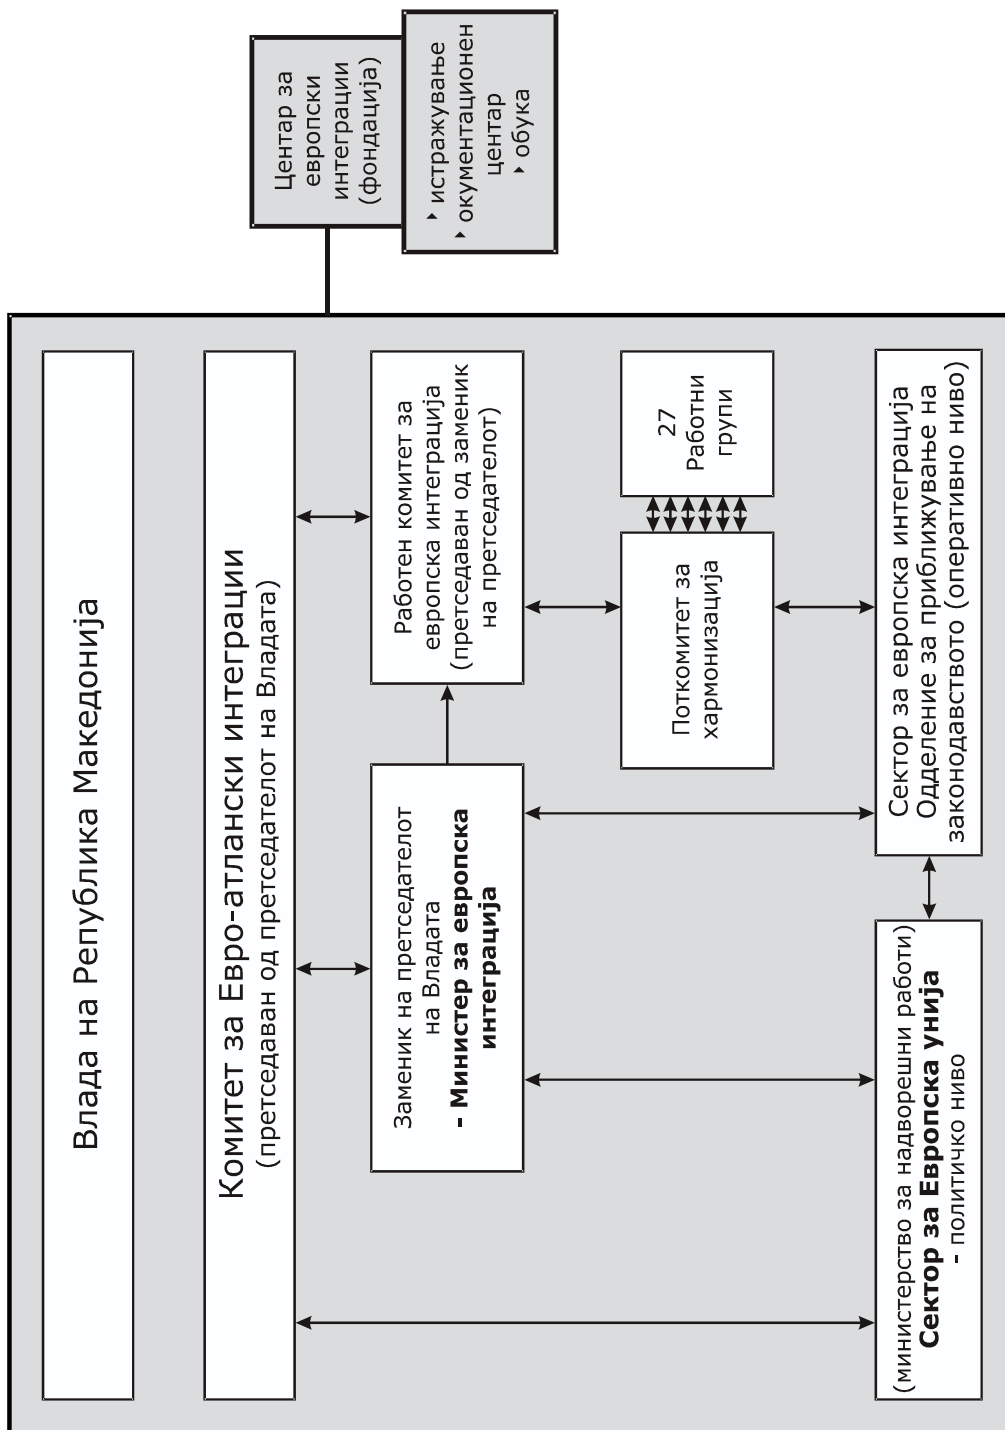 Влада на Република Македонија
Комитет за Евро-атлански интеграции
(претседаван од претседателот на Владата)
Заменик на претседателот
на Владата
- Министер за европска
интеграција
Работен комитет за
европска интеграција
(претседаван од заменик
на претседателот)
Поткомитет за
хармонизација
27
Работни
групи
(министерство за надворешни работи)
Сектор за Европска унија
- политичко ниво
Сектор за европска интеграција
Одделение за приближување на
законодавството (оперативно ниво)
Центар за
европски
интеграции
(фондација)
истражување
окументационен
центар
обука